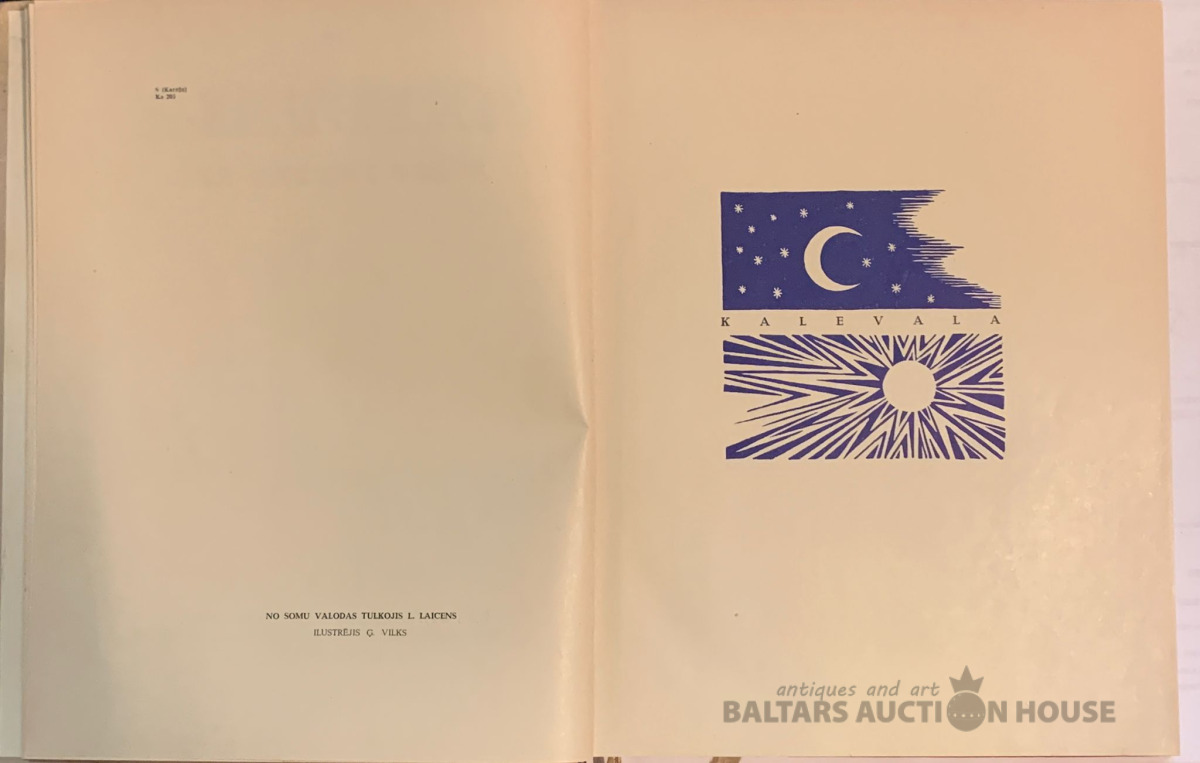 NO SOMU VALODAS TULKOJIS L. LAICENS
ILUSTRĒJIS Ģ. VILKS
KALEVALA
antiques and art
BALTARS AUCTION HOUSE